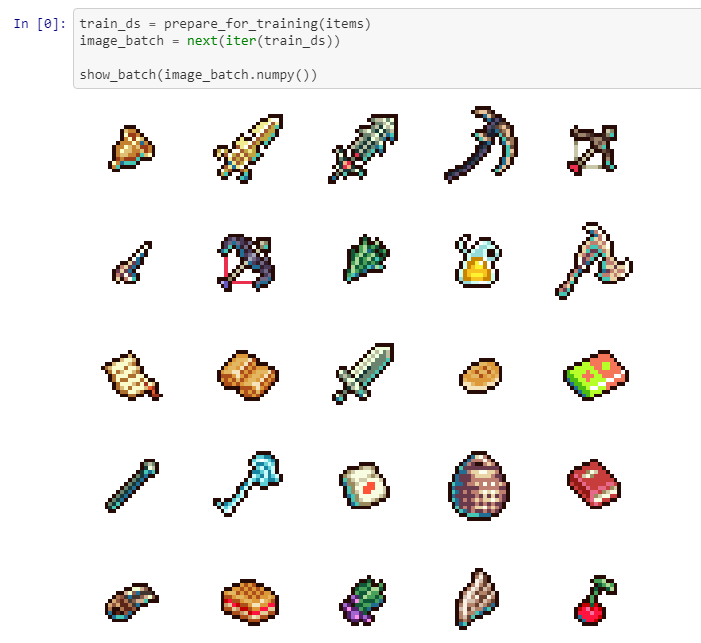 In [0]: train_ds = prepare_for_training(items)
image_batch = next(iter(train_ds))
show_batch(image_batch.numpy())